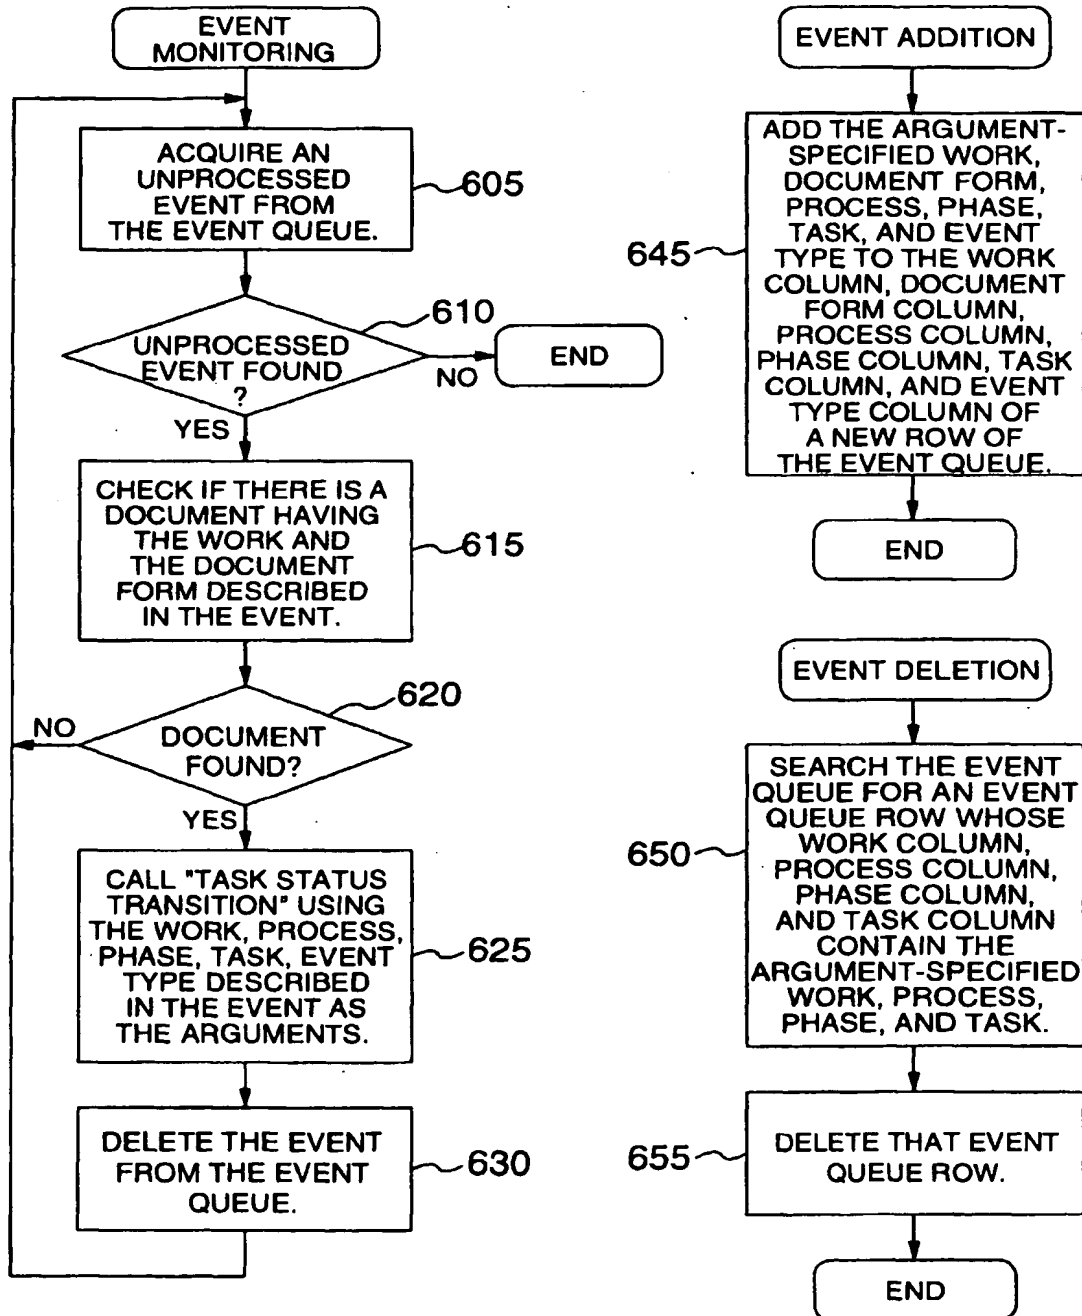 EVENT
MONITORING
ACQUIRE AN
UNPROCESSED
EVENT FROM
THE EVENT QUEUE.
605
610
UNPROCESSED
EVENT FOUND
?
NO
END
YES
CHECK IF THERE IS A
DOCUMENT HAVING
THE WORK AND
THE DOCUMENT
FORM DESCRIBED
IN THE EVENT.
615
620
NO
DOCUMENT
FOUND?
YES
CALL "TASK STATUS
TRANSITION" USING
THE WORK, PROCESS,
PHASE, TASK, EVENT
TYPE DESCRIBED
IN THE EVENT AS
THE ARGUMENTS.
625
DELETE THE EVENT
FROM THE EVENT
QUEUE.
630
EVENT ADDITION
ADD THE ARGUMENT-
SPECIFIED WORK,
DOCUMENT FORM,
PROCESS, PHASE,
TASK, AND EVENT
TYPE TO THE WORK
COLUMN, DOCUMENT
FORM COLUMN,
PROCESS COLUMN,
PHASE COLUMN, TASK
COLUMN, AND EVENT
TYPE COLUMN OF
A NEW ROW OF
THE EVENT QUEUE.
645
END
EVENT DELETION
SEARCH THE EVENT
QUEUE FOR AN EVENT
QUEUE ROW WHOSE
WORK COLUMN,
PROCESS COLUMN,
PHASE COLUMN,
AND TASK COLUMN
CONTAIN THE
ARGUMENT-SPECIFIED
WORK, PROCESS,
PHASE, AND TASK.
650
DELETE THAT EVENT
QUEUE ROW.
655
END